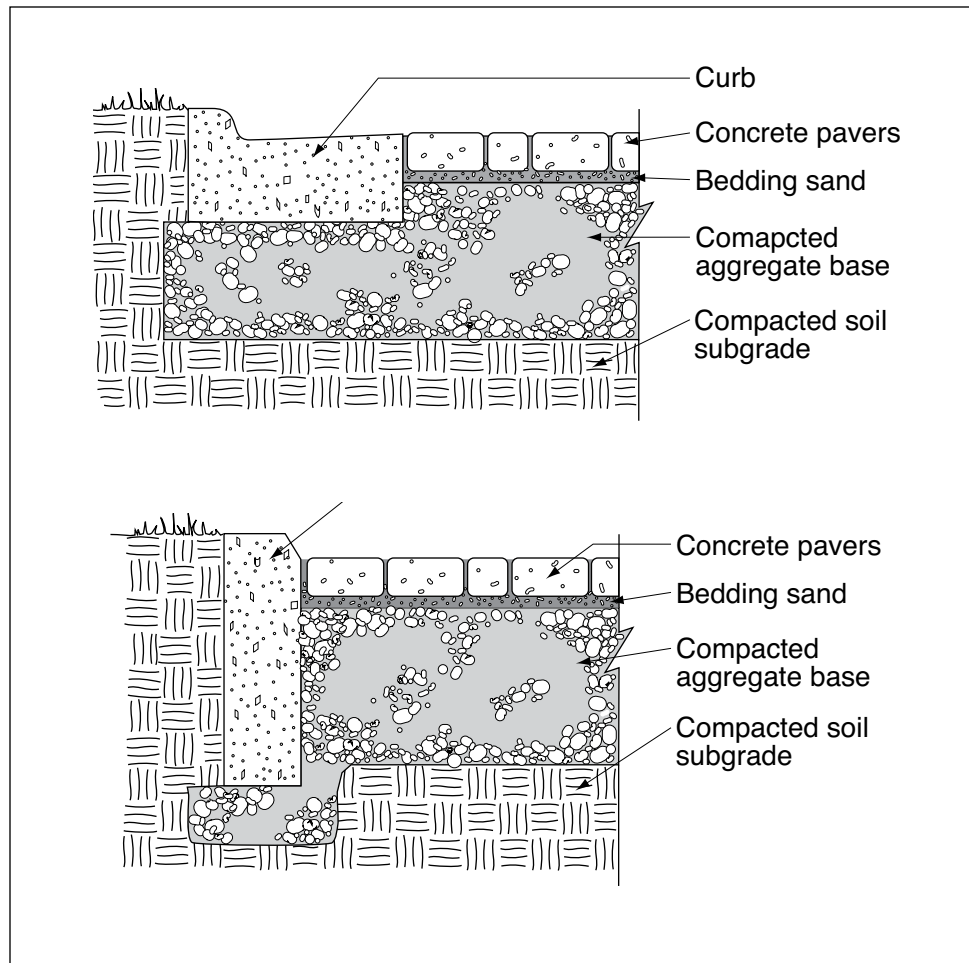 Curb
Concrete pavers
Bedding sand
Comapcted
aggregate base
Compacted soil
subgrade
Concrete pavers
Bedding sand
Compacted
aggregate base
Compacted soil
subgrade